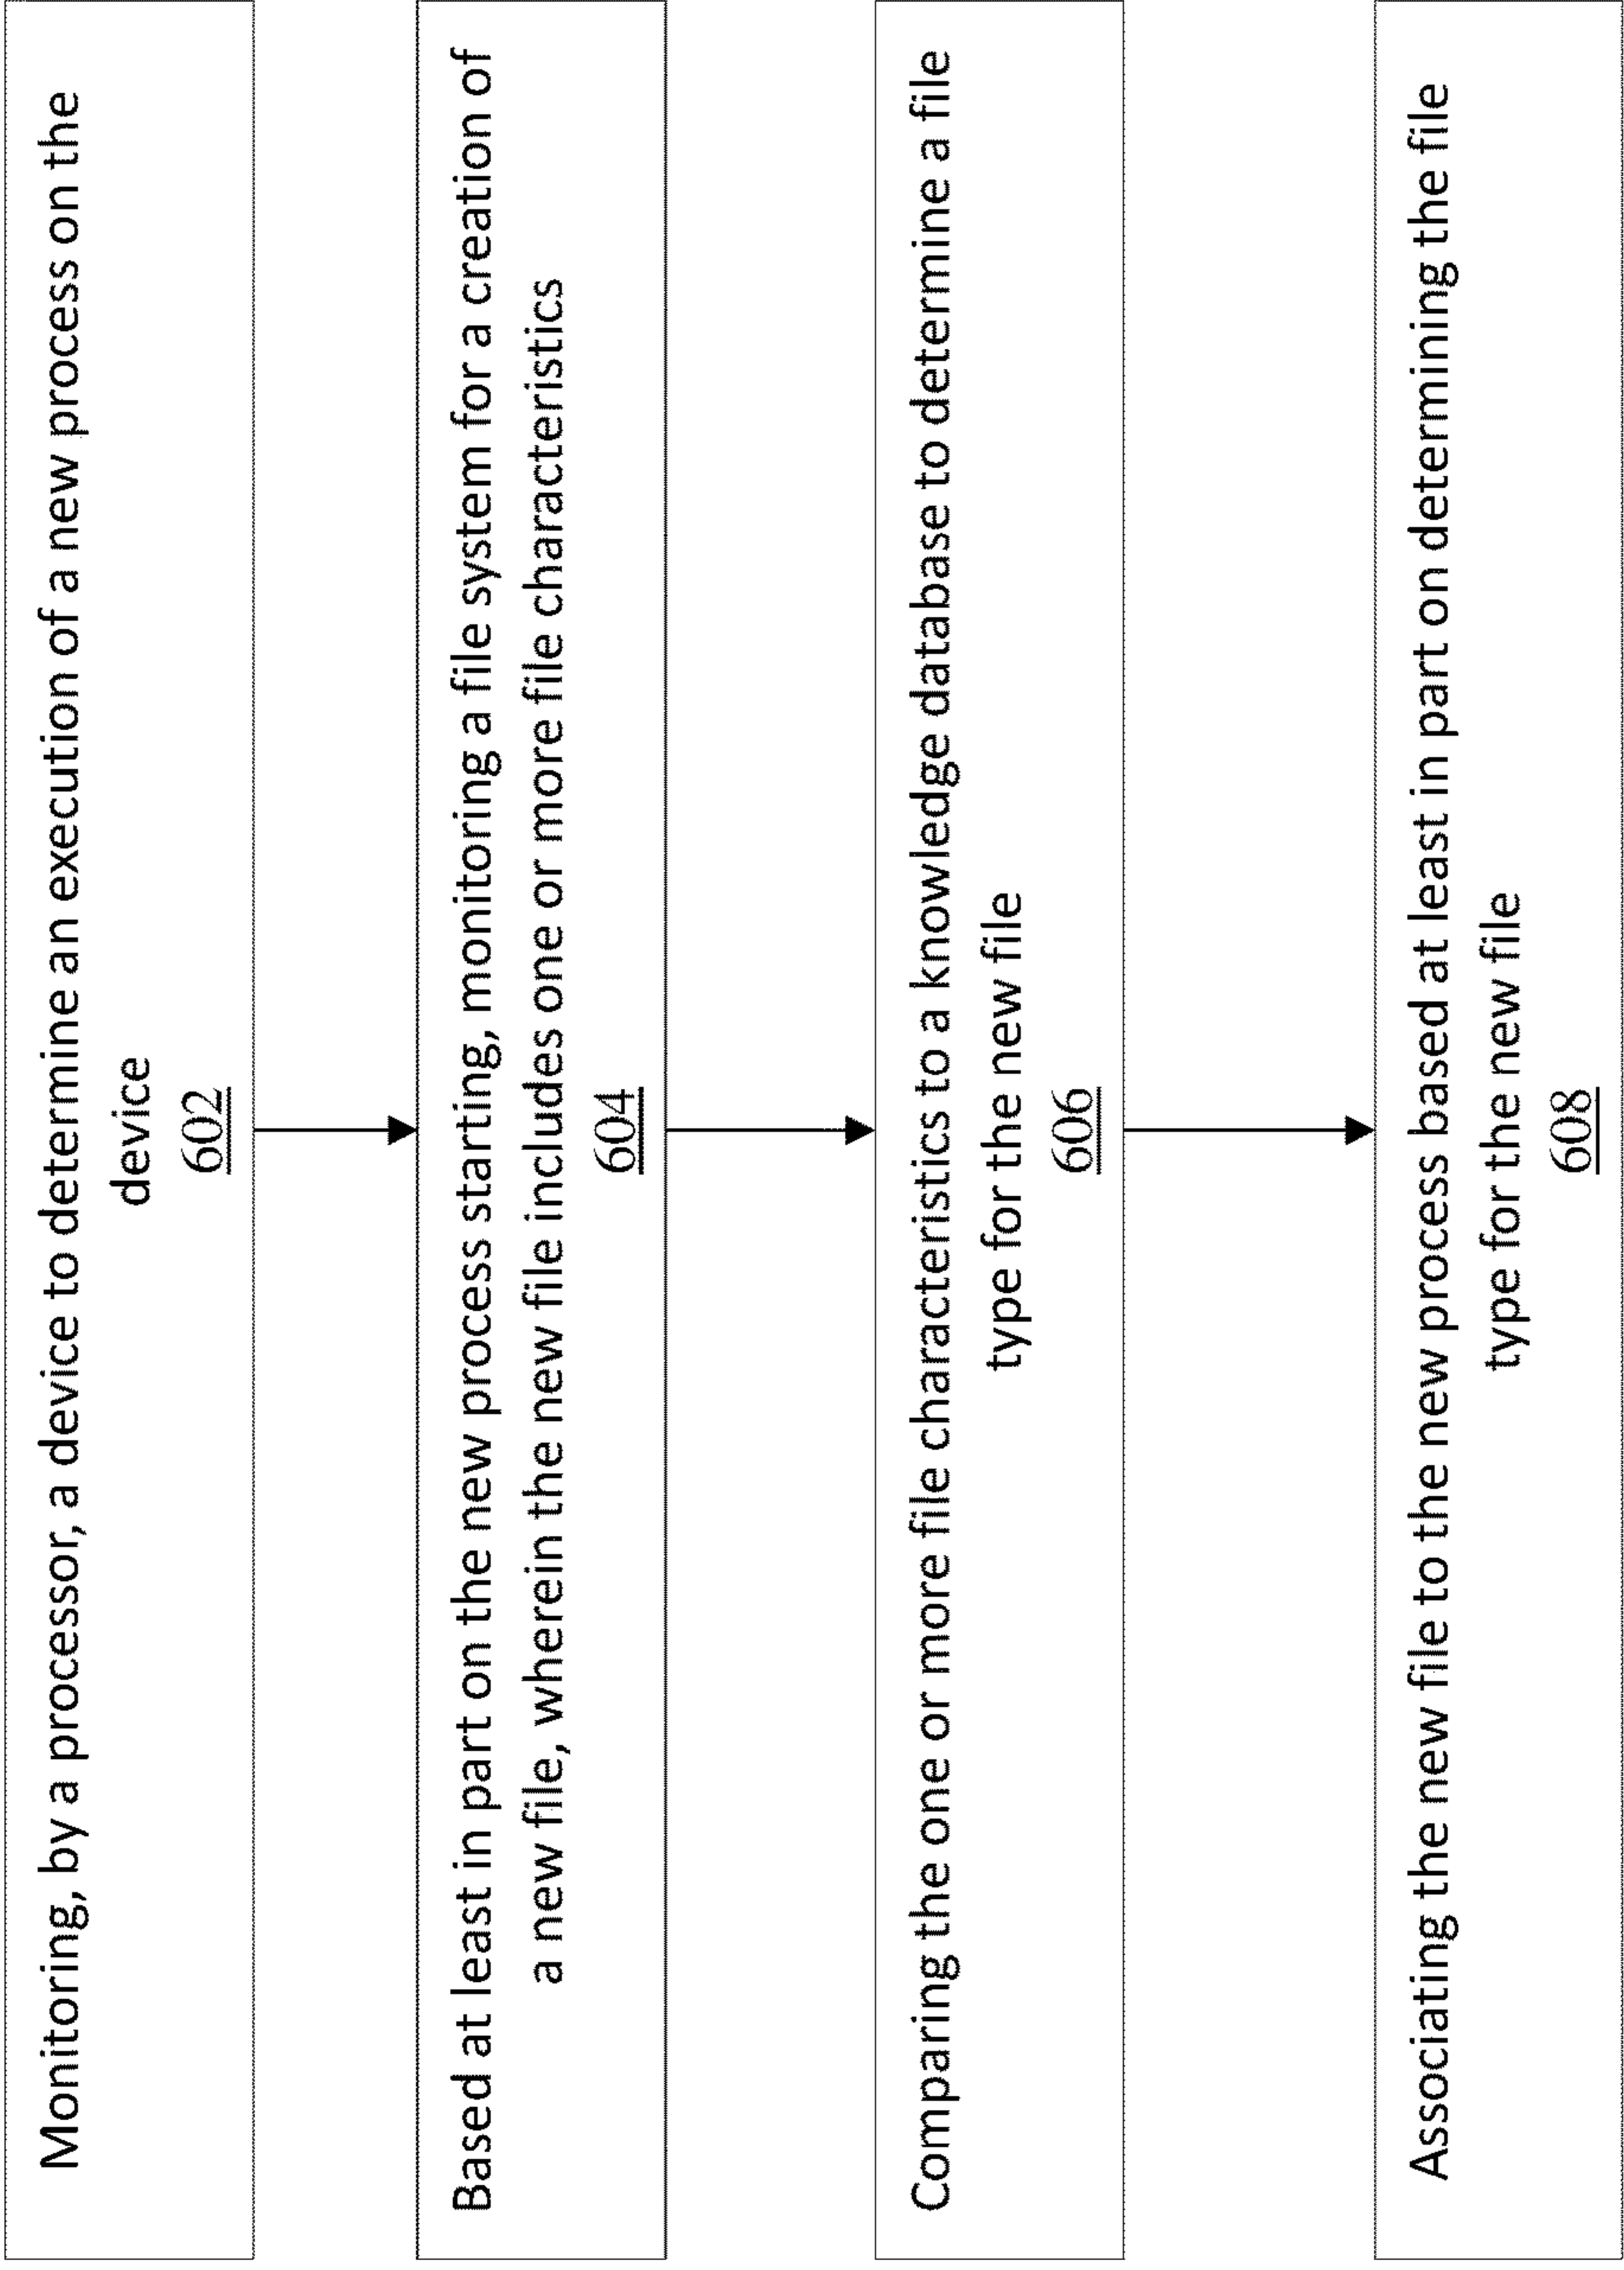 Monitoring, by a processor, a device to determine an execution of a new process on the
device
602
Based at least in part on the new process starting, monitoring a file system for a creation of
a new file, wherein the new file includes one or more file characteristics
604
Comparing the one or more file characteristics to a knowledge database to determine a file
type for the new file
606
Associating the new file to the new process based at least in part on determining the file
type for the new file
608